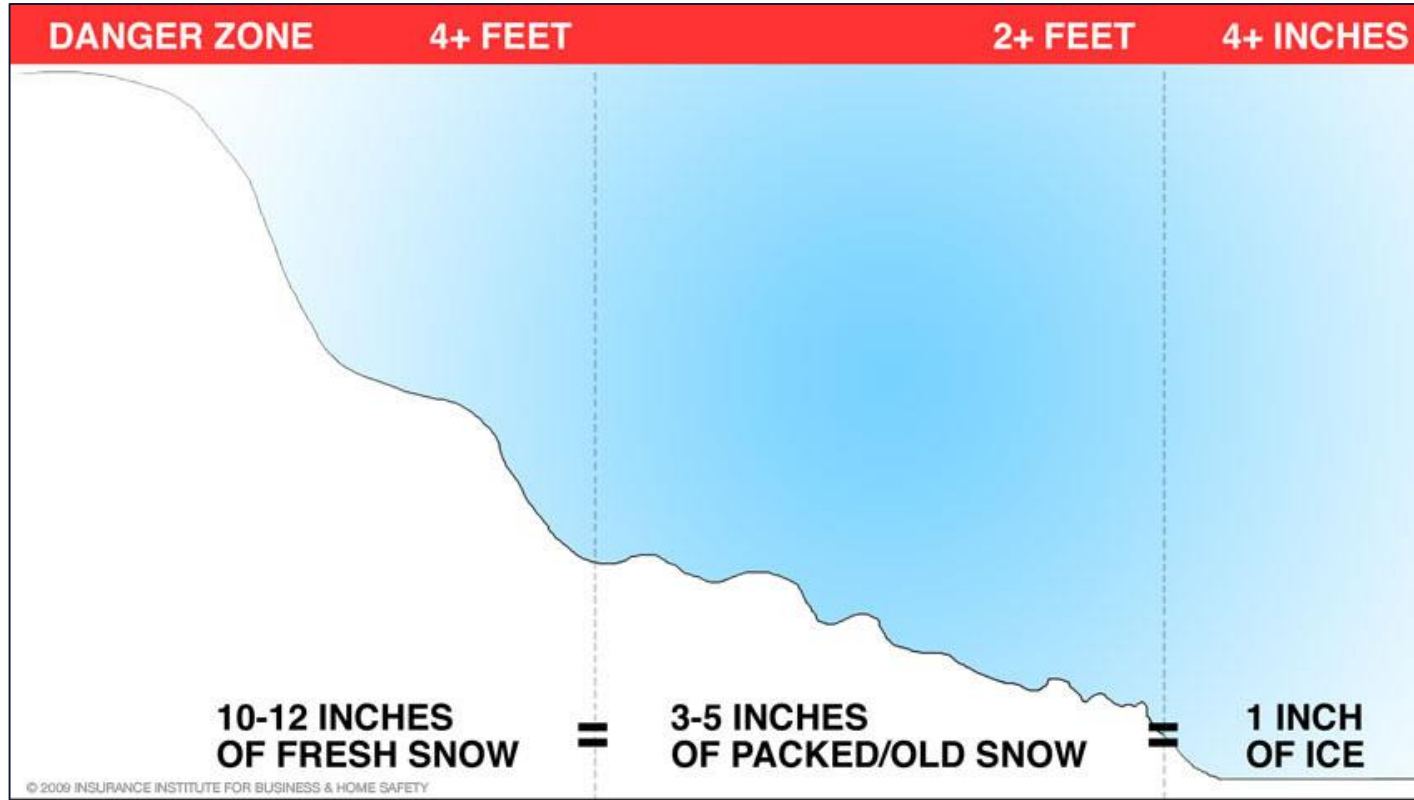 DANGER ZONE 4+ FEET 2+ FEET 4+ INCHES
10-12 INCHES
OF FRESH SNOW
=
3-5 INCHES
OF PACKED/OLD SNOW
=
1 INCH
OF ICE
© 2009 INSURANCE INSTITUTE FOR BUSINESS & HOME SAFETY